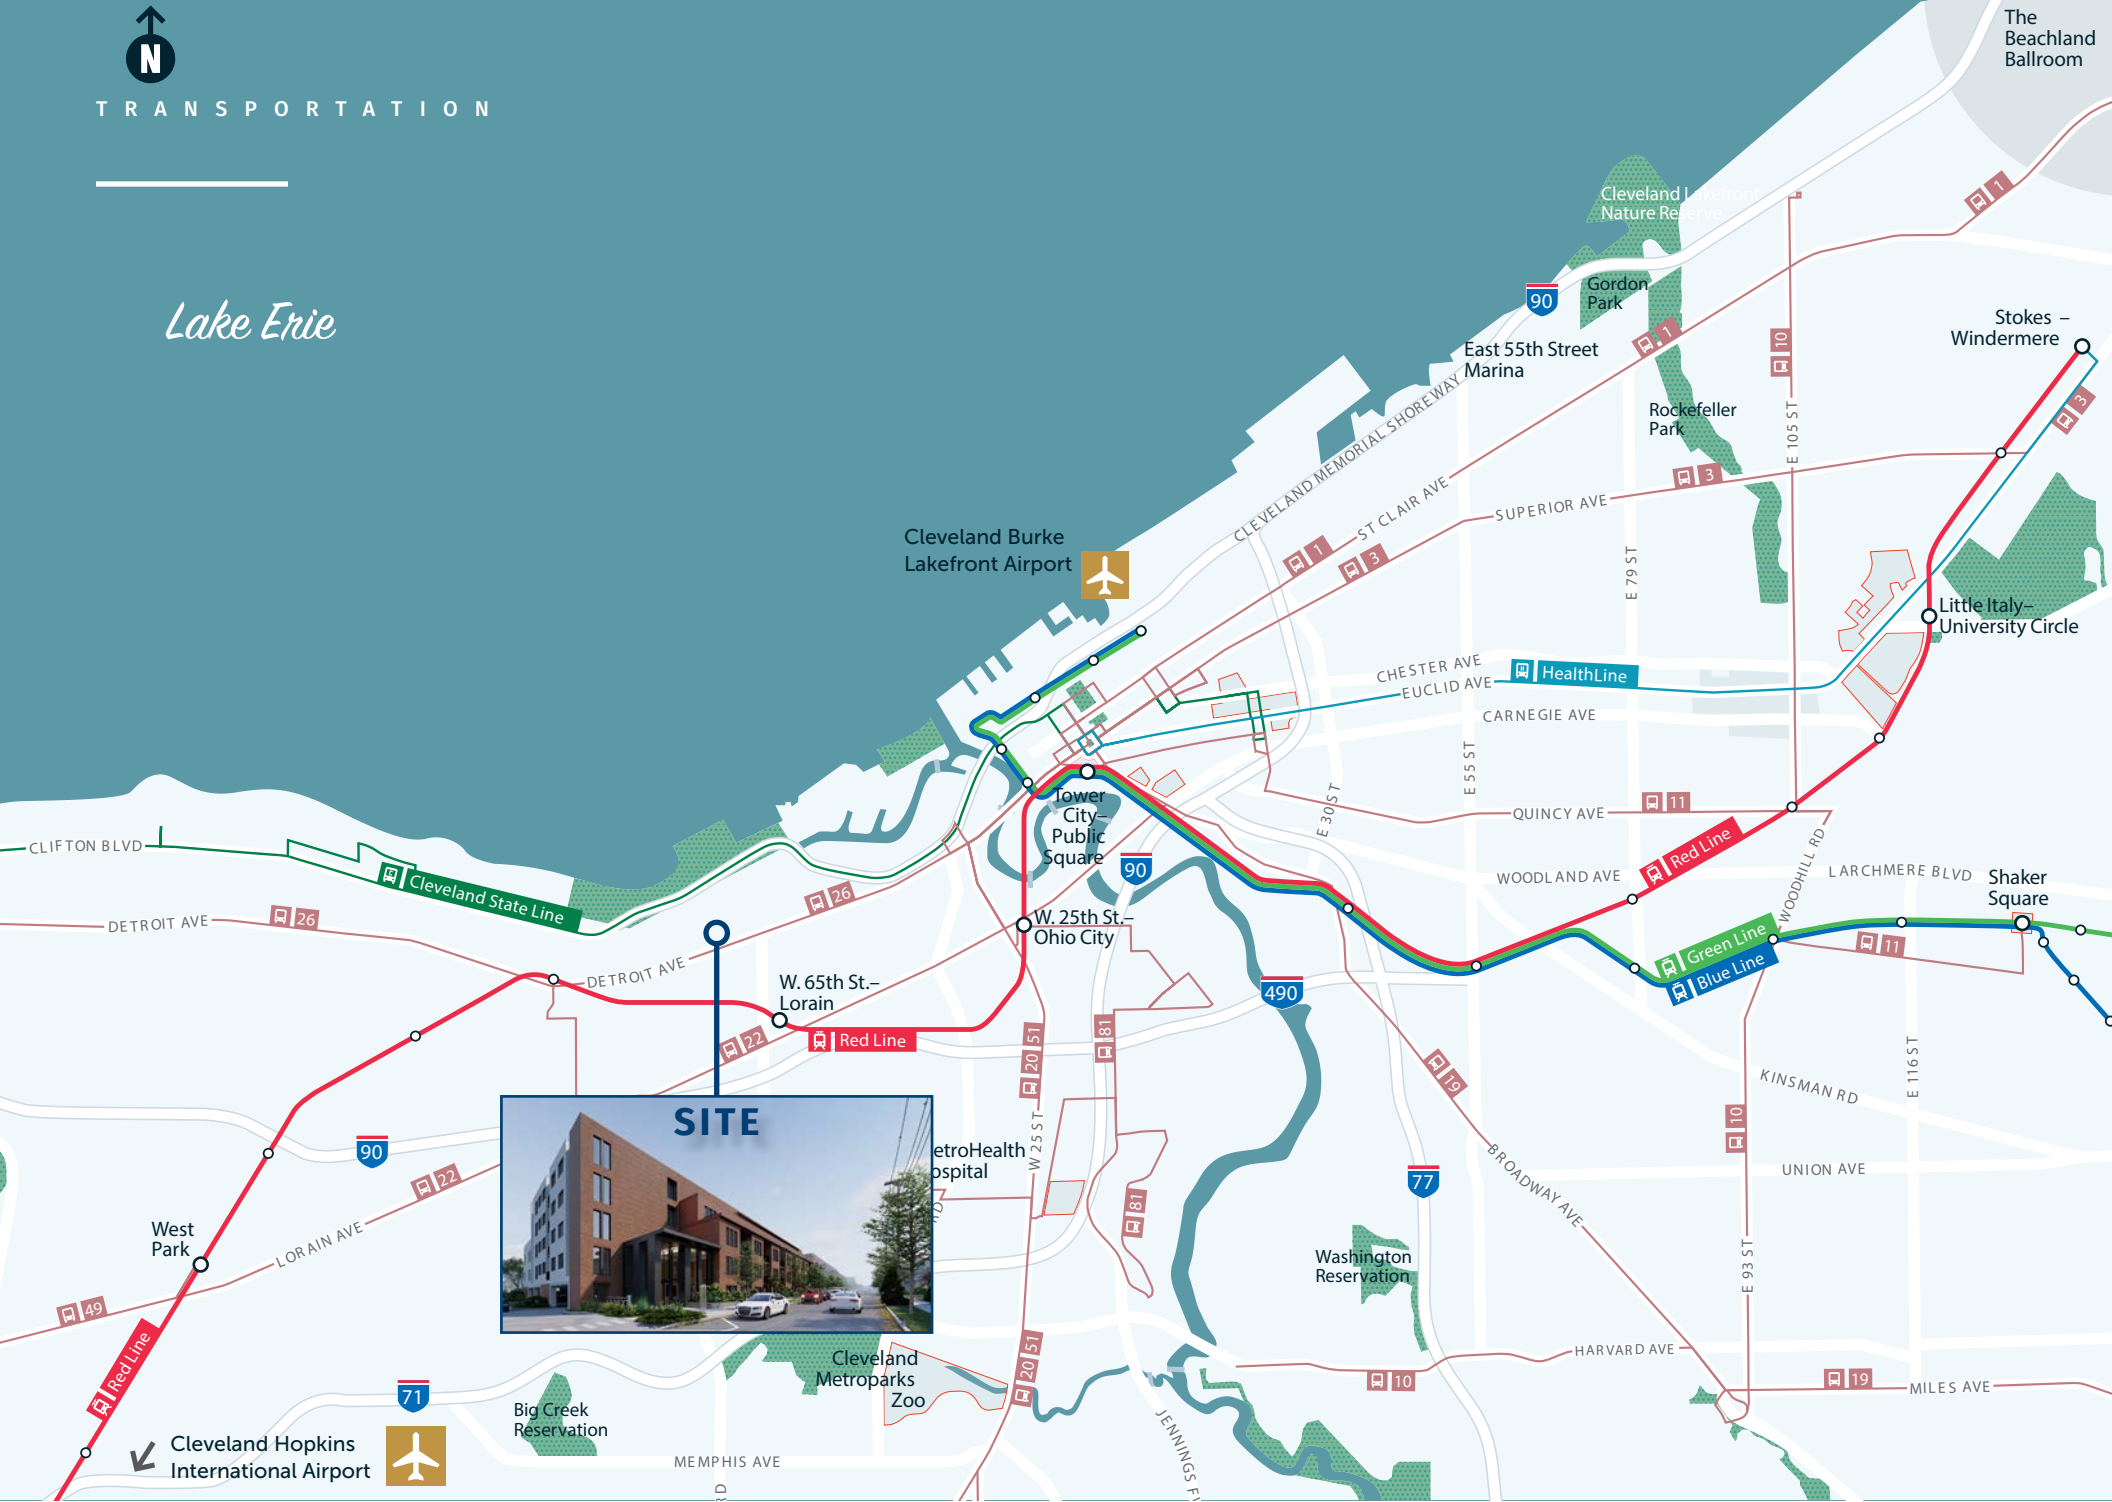 N
TRANSPORTATION
Lake Erie
The
Beachland
Ballroom
1
Cleveland Lakefront
Nature Reserve
Gordon
Park
90
East 55th Street
Marina
1
10
Stokes –
Windermere
3
Rockefeller
Park
E 105 ST
CLEVELAND MEMORIAL SHOREWAY
ST CLAIR AVE
SUPERIOR AVE
3
1
3
E 79 ST
Cleveland Burke
Lakefront Airport
Little Italy–
University Circle
CHESTER AVE
EUCLID AVE
HealthLine
CARNEGIE AVE
E 55 ST
E 30 ST
QUINCY AVE
11
Tower
City–
Public
Square
90
Red Line
WOODHILL RD
WOODLAND AVE
LARCHMERE BLVD
Shaker
Square
CLIFTON BLVD
Cleveland State Line
DETROIT AVE
26
26
DETROIT AVE
W. 25th St.–
Ohio City
W. 65th St.–
Lorain
Green Line
Blue Line
11
490
22
Red Line
20 51
81
19
KINSMAN RD
E 116 ST
10
90
SITE
etroHealth
ospital
W 25 ST
BROADWAY AVE
UNION AVE
77
22
81
RD
West
Park
LORAIN AVE
49
Washington
Reservation
E 93 ST
Red Line
20 51
Cleveland
Metroparks
Zoo
HARVARD AVE
10
19
MILES AVE
71
Big Creek
Reservation
JENNINGS F
Cleveland Hopkins
International Airport
MEMPHIS AVE
RD